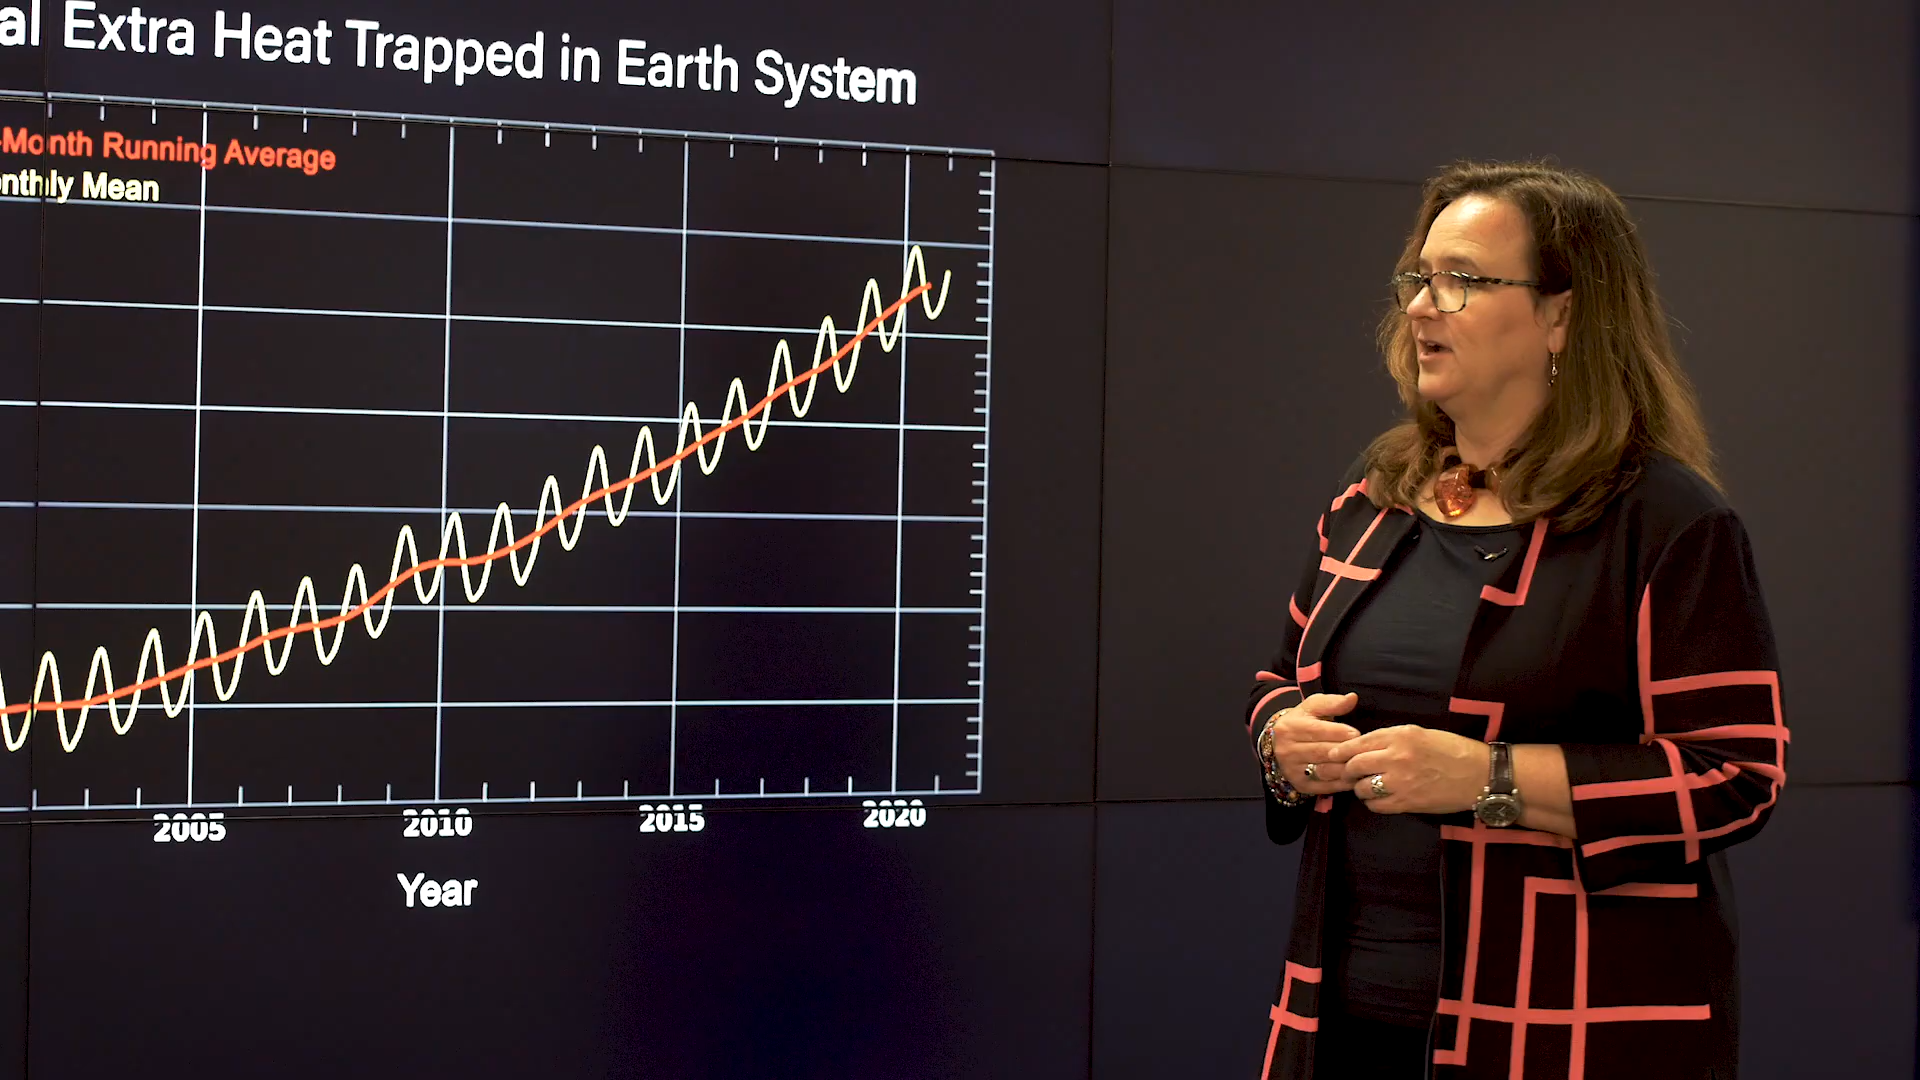 al Extra Heat Trapped in Earth System
-Month Running Average
nthly Mean
2005 2010 2015 2020
Year